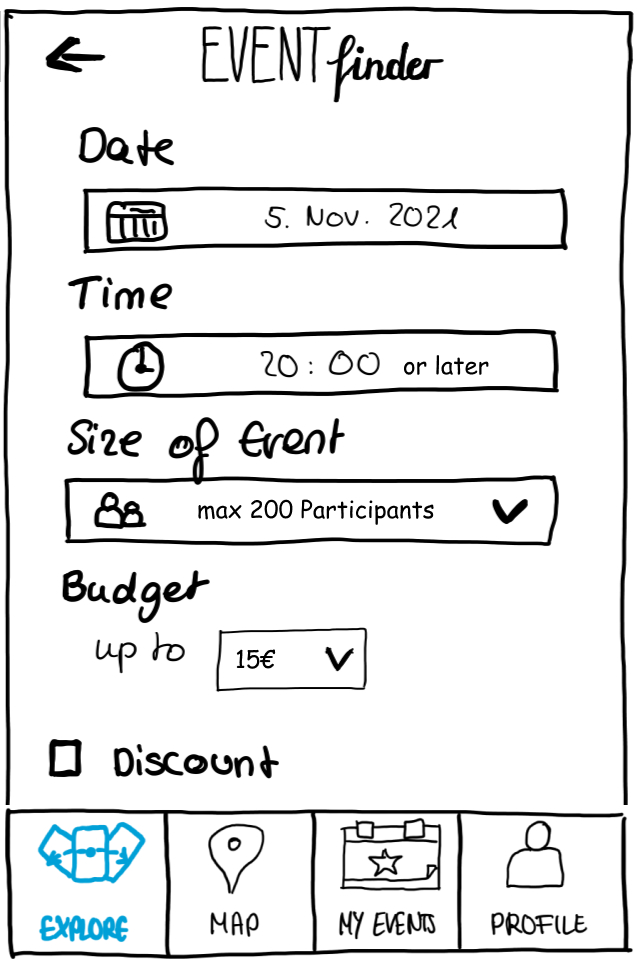 EVENT finder
Date
5. Nov. 2021
Time
20:00 or later
Size of Event
max 200 Participants
Budget
up to 15€
Discount
EXPLORE MAP MY EVENTS PROFILE